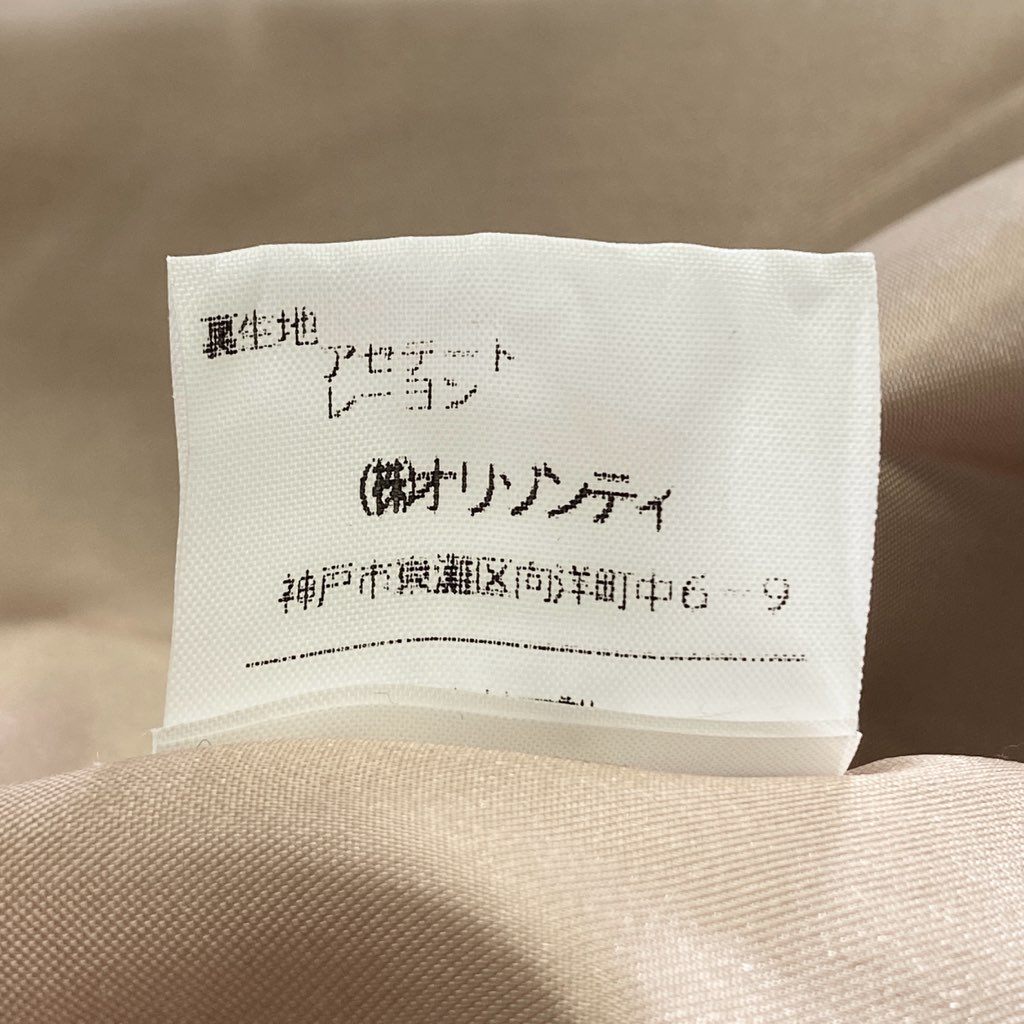 裏生地
アセテート
レーヨン
(株)オリゾンティ
神戸市東灘区向洋町中6-9